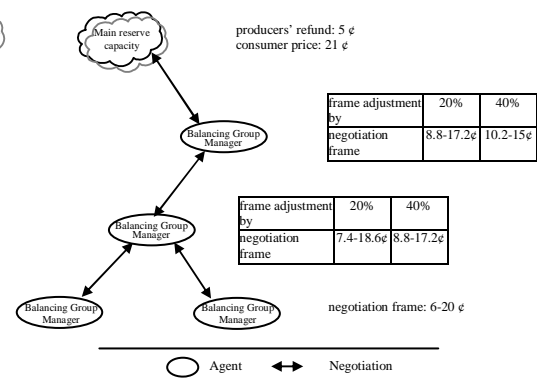 Main reserve
capacity
producers’ refund: 5 ¢
consumer price: 21 ¢
frame adjustment by 20% 40%
negotiation frame 8.8-17.2¢ 10.2-15¢
Balancing Group
Manager
frame adjustment by 20% 40%
negotiation frame 7.4-18.6¢ 8.8-17.2¢
Balancing Group
Manager
Balancing Group
Manager
Balancing Group
Manager
negotiation frame: 6-20 ¢
Agent Negotiation